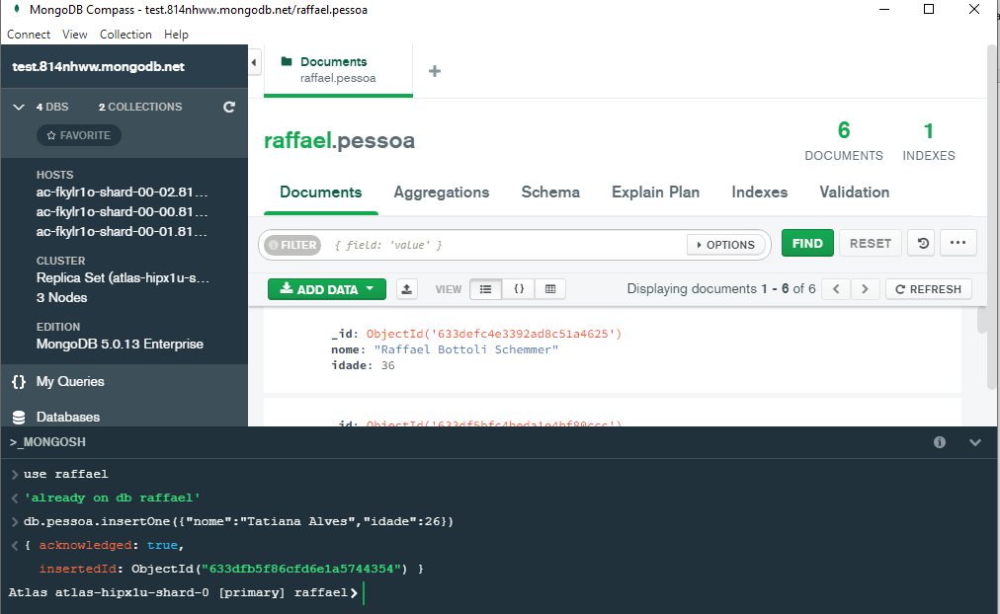 MongoDB Compass - test.814nhww.mongodb.net/raffael.pessoa
Connect View Collection Help
test.814nhww.mongodb.net
4 DBS 2 COLLECTIONS
FAVORITE
HOSTS
ac-fkylr1o-shard-00-02.81...
ac-fkylr1o-shard-00-00.81...
ac-fkylr1o-shard-00-01.81...
CLUSTER
Replica Set (atlas-hipx1u-s...
3 Nodes
EDITION
MongoDB 5.0.13 Enterprise
{} My Queries
Databases
Documents
raffael.pessoa
+
raffael.pessoa
6
DOCUMENTS
1
INDEXES
Documents Aggregations Schema Explain Plan Indexes Validation
FILTER { field: 'value' } OPTIONS FIND RESET ...
ADD DATA VIEW {} Displaying documents 1 - 6 of 6 < > REFRESH
_id: ObjectId('633defc4e3392ad8c51a4625')
nome: "Raffael Bottoli Schemmer"
idade: 36
>_MONGOSH
> use raffael
< 'already on db raffael'
> db.pessoa.insertOne({"nome":"Tatiana Alves","idade":26})
< { acknowledged: true,
insertedId: ObjectId("633dfb5f86cfd6e1a5744354") }
Atlas atlas-hipx1u-shard-0 [primary] raffael>